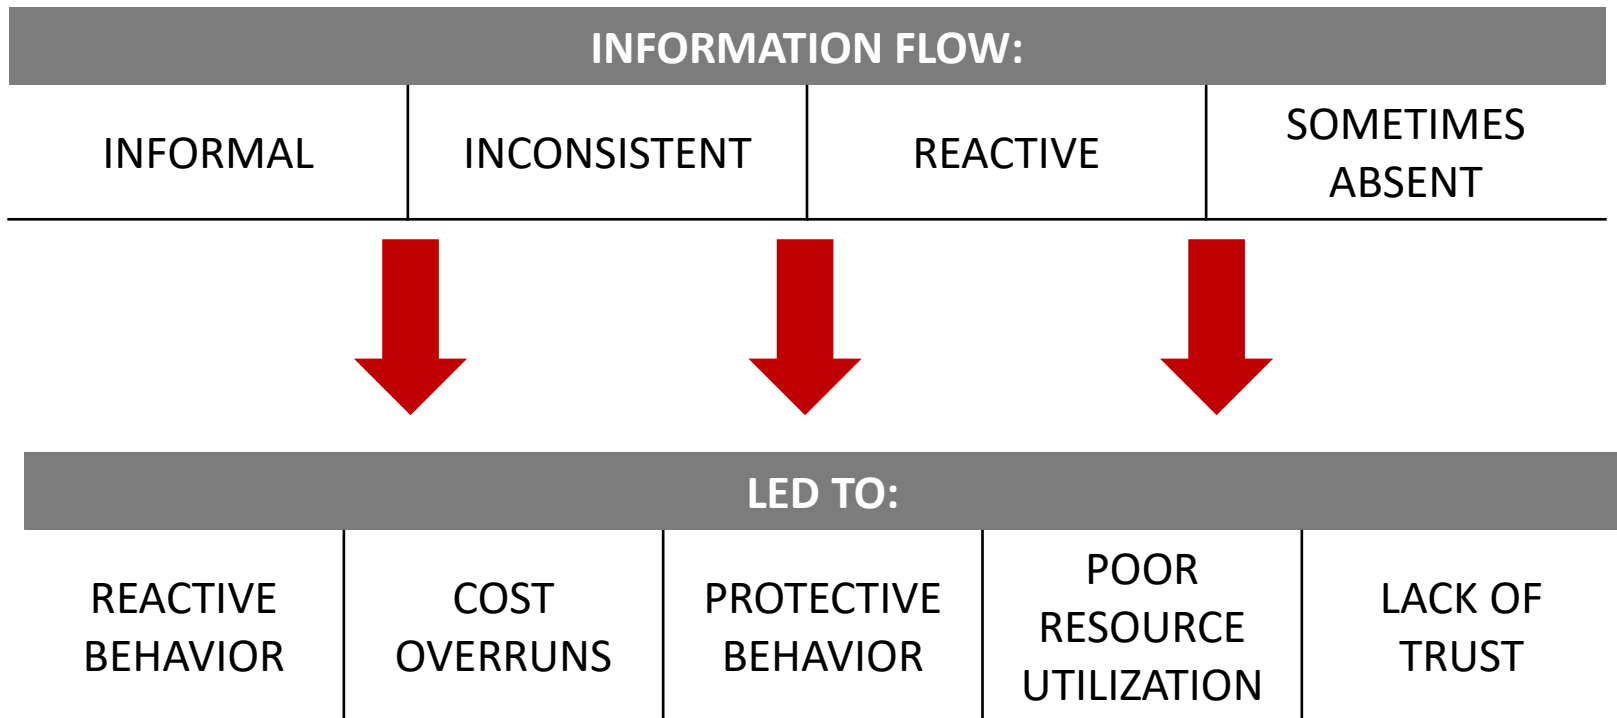 INFORMATION FLOW:
INFORMAL
INCONSISTENT
REACTIVE
SOMETIMES
ABSENT
LED TO:
REACTIVE
BEHAVIOR
COST
OVERRUNS
PROTECTIVE
BEHAVIOR
POOR
RESOURCE
UTILIZATION
LACK OF
TRUST